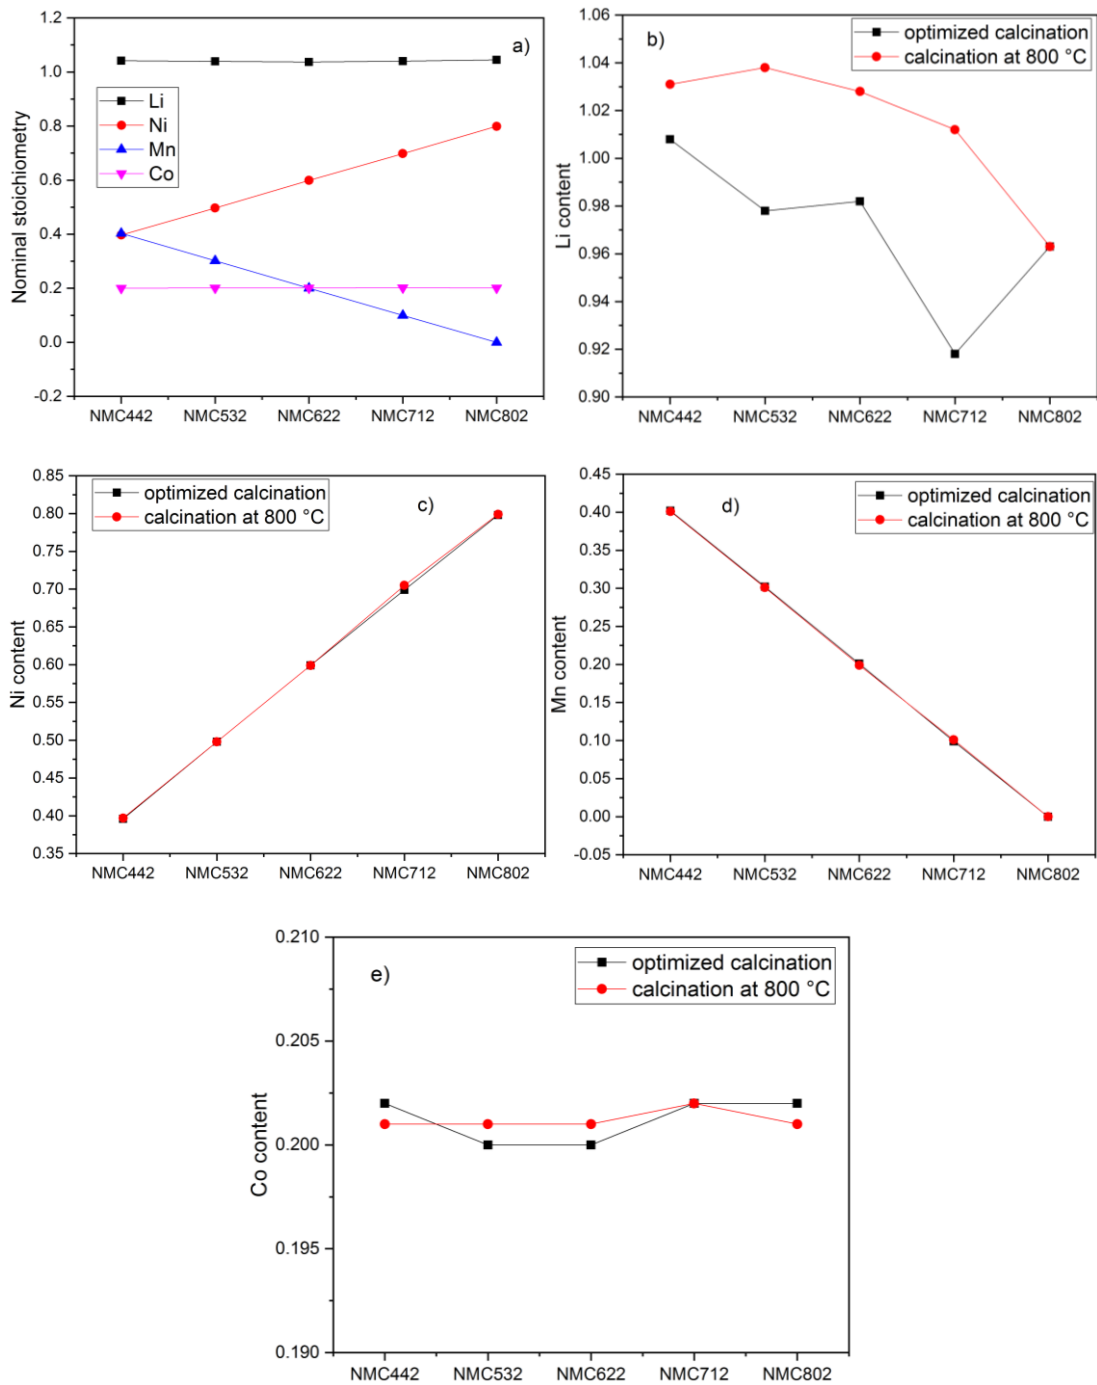 a)
1.2
1.0
0.8
0.6
0.4
0.2
0.0
-0.2
Nominal stoichiometry
Li
Ni
Mn
Co
NMC442 NMC532 NMC622 NMC712 NMC802
b)
optimized calcination
calcination at 800 °C
1.06
1.04
1.02
1.00
0.98
0.96
0.94
0.92
0.90
Li content
NMC442 NMC532 NMC622 NMC712 NMC802
optimized calcination
calcination at 800 °C
c)
0.85
0.80
0.75
0.70
0.65
0.60
0.55
0.50
0.45
0.40
0.35
Ni content
NMC442 NMC532 NMC622 NMC712 NMC802
d)
optimized calcination
calcination at 800 °C
0.45
0.40
0.35
0.30
0.25
0.20
0.15
0.10
0.05
0.00
-0.05
Mn content
NMC442 NMC532 NMC622 NMC712 NMC802
e)
optimized calcination
calcination at 800 °C
0.210
0.205
0.200
0.195
0.190
Co content
NMC442 NMC532 NMC622 NMC712 NMC802